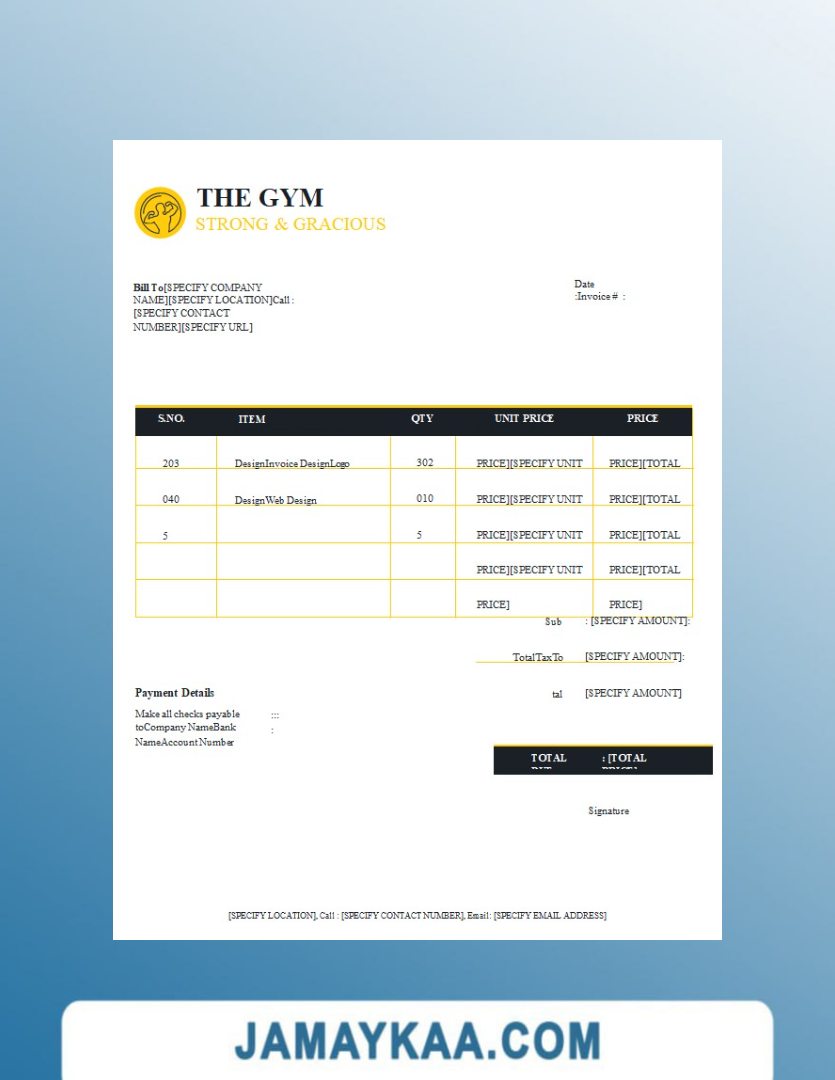 THE GYM
STRONG & GRACIOUS
Bill To[SPECIFY COMPANY
NAME][SPECIFY LOCATION]Call :
[SPECIFY CONTACT
NUMBER][SPECIFY URL]
Date
:Invoice # :
S.NO. ITEM QTY UNIT PRICE PRICE
203 DesignInvoice DesignLogo 302 PRICE][SPECIFY UNIT PRICE][TOTAL
040 DesignWeb Design 010 PRICE][SPECIFY UNIT PRICE][TOTAL
5 5 PRICE][SPECIFY UNIT PRICE][TOTAL
PRICE][SPECIFY UNIT PRICE][TOTAL
PRICE] PRICE]
Sub : [SPECIFY AMOUNT]:
TotalTaxTo [SPECIFY AMOUNT]:
tal [SPECIFY AMOUNT]
Payment Details
Make all checks payable :::
toCompany NameBank :
NameAccount Number
TOTAL : [TOTAL
Signature
[SPECIFY LOCATION], Call : [SPECIFY CONTACT NUMBER], Email: [SPECIFY EMAIL ADDRESS]
JAMAYKAA.COM